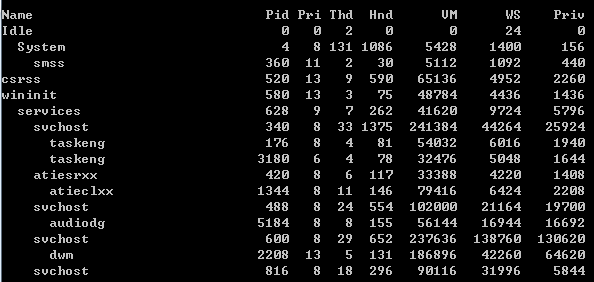 Name Pid Pri Thd Hnd VM WS Priv
Idle 0 0 2 0 0 24 0
System 4 8 131 1086 5428 1400 156
smss 360 11 2 30 5112 1092 440
csrss 520 13 9 590 65136 4952 2260
wininit 580 13 3 75 48784 4436 1436
services 628 9 7 262 41620 9724 5796
svchost 340 8 33 1375 241384 44264 25924
taskeng 176 8 4 81 54032 6016 1940
taskeng 3180 6 4 78 32476 5048 1644
atiesrxx 420 8 6 117 33388 4220 1408
atieclxx 1344 8 11 146 79416 6424 2208
svchost 488 8 24 554 102000 21164 19700
audiodg 5184 8 8 155 56144 16944 16692
svchost 600 8 29 652 237636 138760 130620
dwm 2208 13 5 131 186896 42260 64620
svchost 816 8 18 296 90116 31996 5844